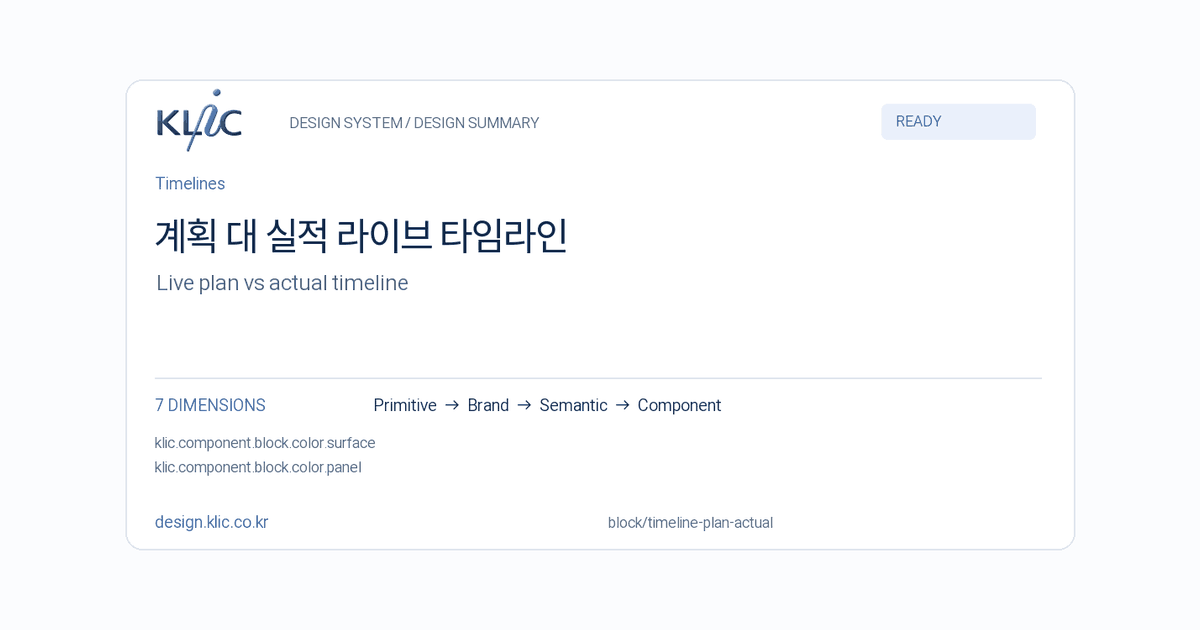 KLiC
DESIGN SYSTEM / DESIGN SUMMARY
READY
Timelines
계획 대 실적 라이브 타임라인
Live plan vs actual timeline
7 DIMENSIONS
Primitive → Brand → Semantic → Component
klic.component.block.color.surface
klic.component.block.color.panel
design.klic.co.kr
block/timeline-plan-actual